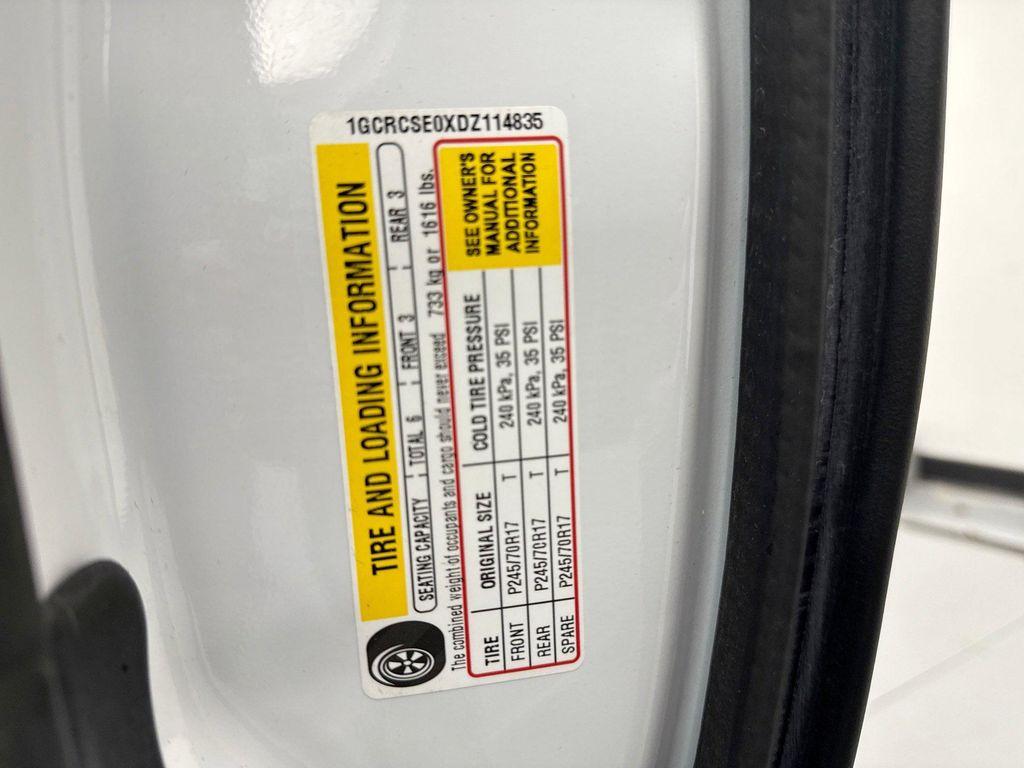 1GCRCSE0XDZ114835
TIRE AND LOADING INFORMATION
SEATING CAPACITY TOTAL 6 FRONT 3 REAR 3
The combined weight of occupants and cargo should never exceed 733 kg or 1616 lbs.
TIRE ORIGINAL SIZE COLD TIRE PRESSURE
FRONT P245/70R17 T 240 kPa, 35 PSI
REAR P245/70R17 T 240 kPa, 35 PSI
SPARE P245/70R17 T 240 kPa, 35 PSI
SEE OWNER'S
MANUAL FOR
ADDITIONAL
INFORMATION